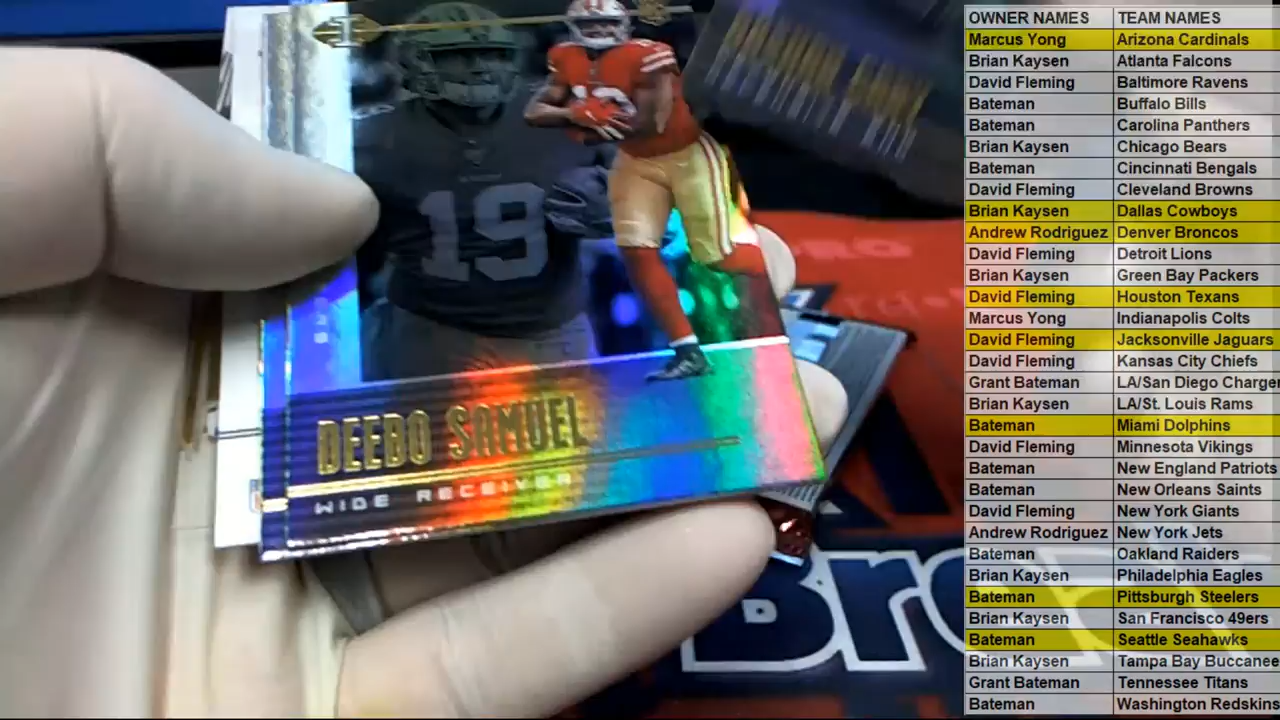 19
DEEBO SAMUEL
WIDE RECEIVER
Bro
OWNER NAMES TEAM NAMES
Marcus Yong Arizona Cardinals
Brian Kaysen Atlanta Falcons
David Fleming Baltimore Ravens
Bateman Buffalo Bills
Bateman Carolina Panthers
Brian Kaysen Chicago Bears
Bateman Cincinnati Bengals
David Fleming Cleveland Browns
Brian Kaysen Dallas Cowboys
Andrew Rodriguez Denver Broncos
David Fleming Detroit Lions
Brian Kaysen Green Bay Packers
David Fleming Houston Texans
Marcus Yong Indianapolis Colts
David Fleming Jacksonville Jaguars
David Fleming Kansas City Chiefs
Grant Bateman LA/San Diego Charge
Brian Kaysen LA/St. Louis Rams
Bateman Miami Dolphins
David Fleming Minnesota Vikings
Bateman New England Patriots
Bateman New Orleans Saints
David Fleming New York Giants
Andrew Rodriguez New York Jets
Bateman Oakland Raiders
Brian Kaysen Philadelphia Eagles
Bateman Pittsburgh Steelers
Brian Kaysen San Francisco 49ers
Bateman Seattle Seahawks
Brian Kaysen Tampa Bay Buccanee
Grant Bateman Tennessee Titans
Bateman Washington Redskins